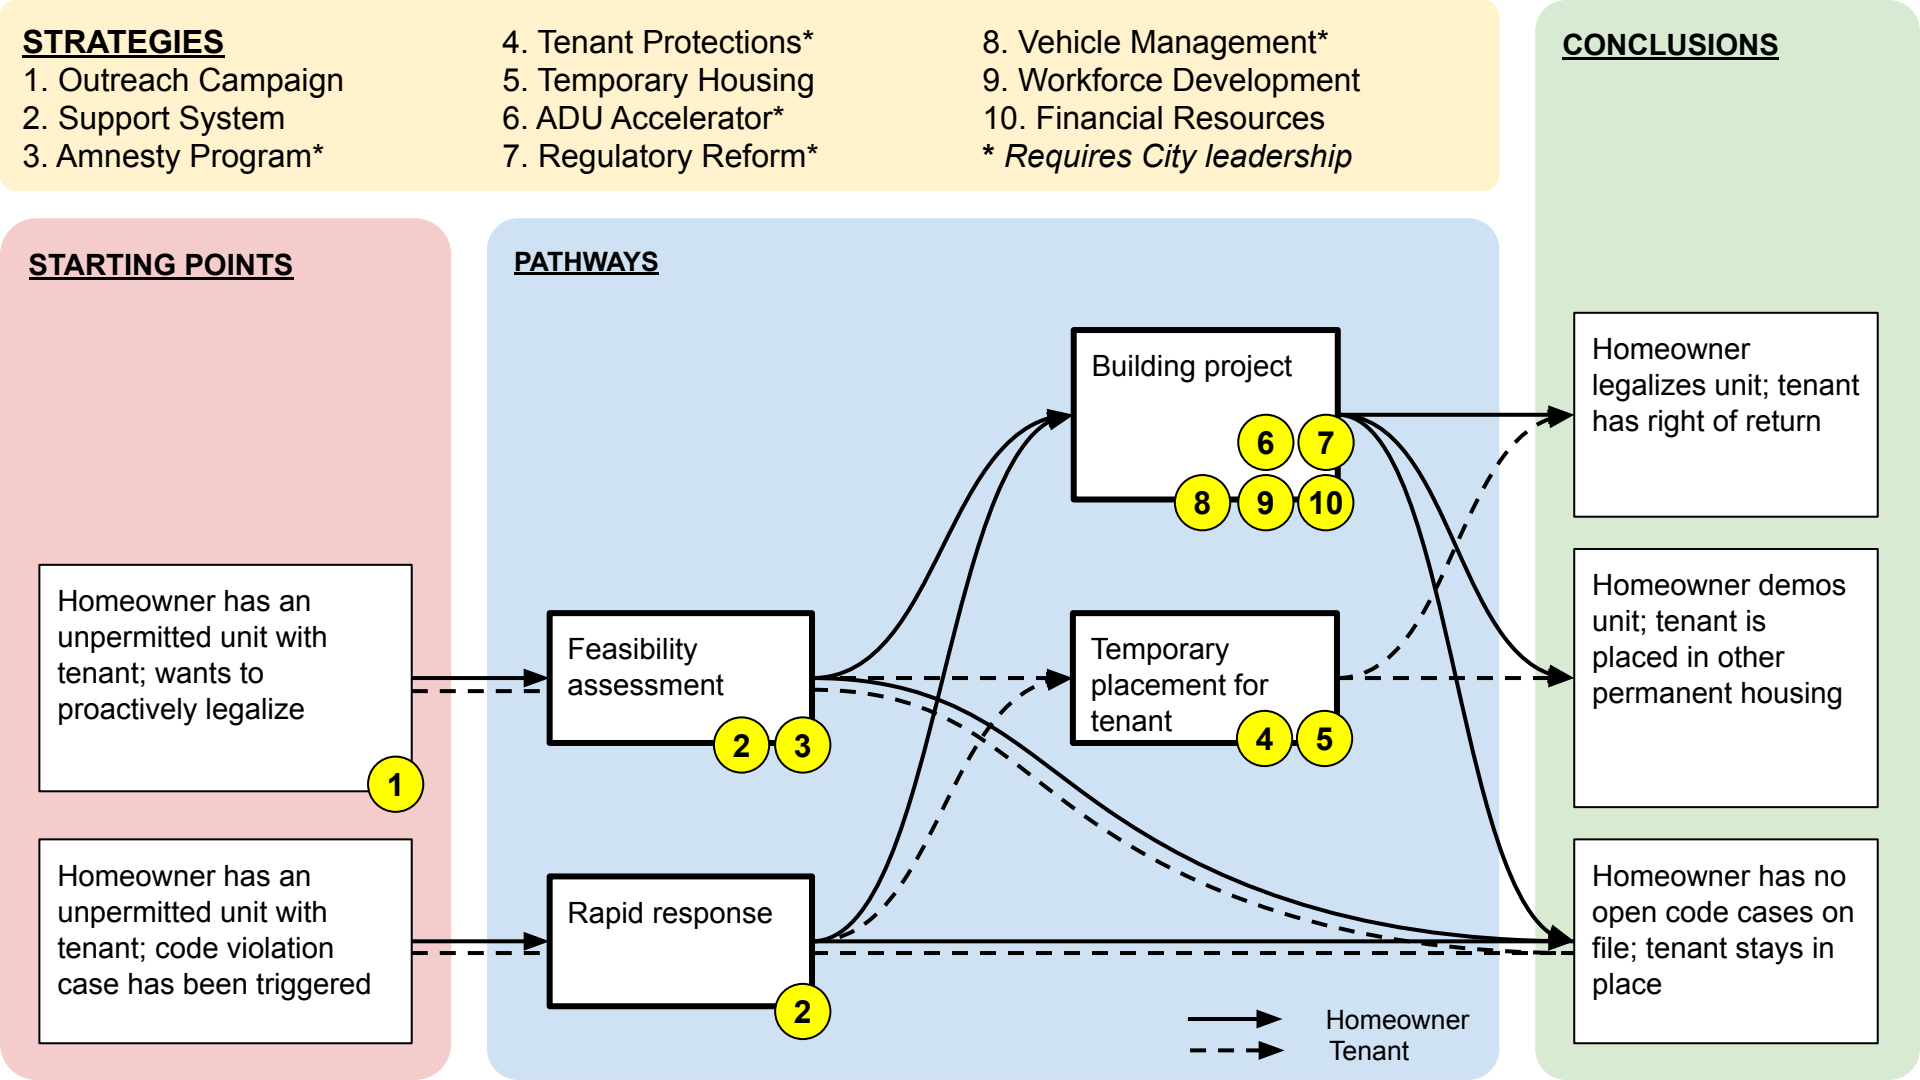 STRATEGIES
1. Outreach Campaign
2. Support System
3. Amnesty Program*
4. Tenant Protections*
5. Temporary Housing
6. ADU Accelerator*
7. Regulatory Reform*
8. Vehicle Management*
9. Workforce Development
10. Financial Resources
* Requires City leadership
CONCLUSIONS
STARTING POINTS
PATHWAYS
Homeowner has an
unpermitted unit with
tenant; wants to
proactively legalize
1
Homeowner has an
unpermitted unit with
tenant; code violation
case has been triggered
Feasibility
assessment
2
3
Rapid response
2
Building project
6
7
8
9
10
Temporary
placement for
tenant
4
5
Homeowner
Tenant
Homeowner
legalizes unit; tenant
has right of return
Homeowner demos
unit; tenant is
placed in other
permanent housing
Homeowner has no
open code cases on
file; tenant stays in
place